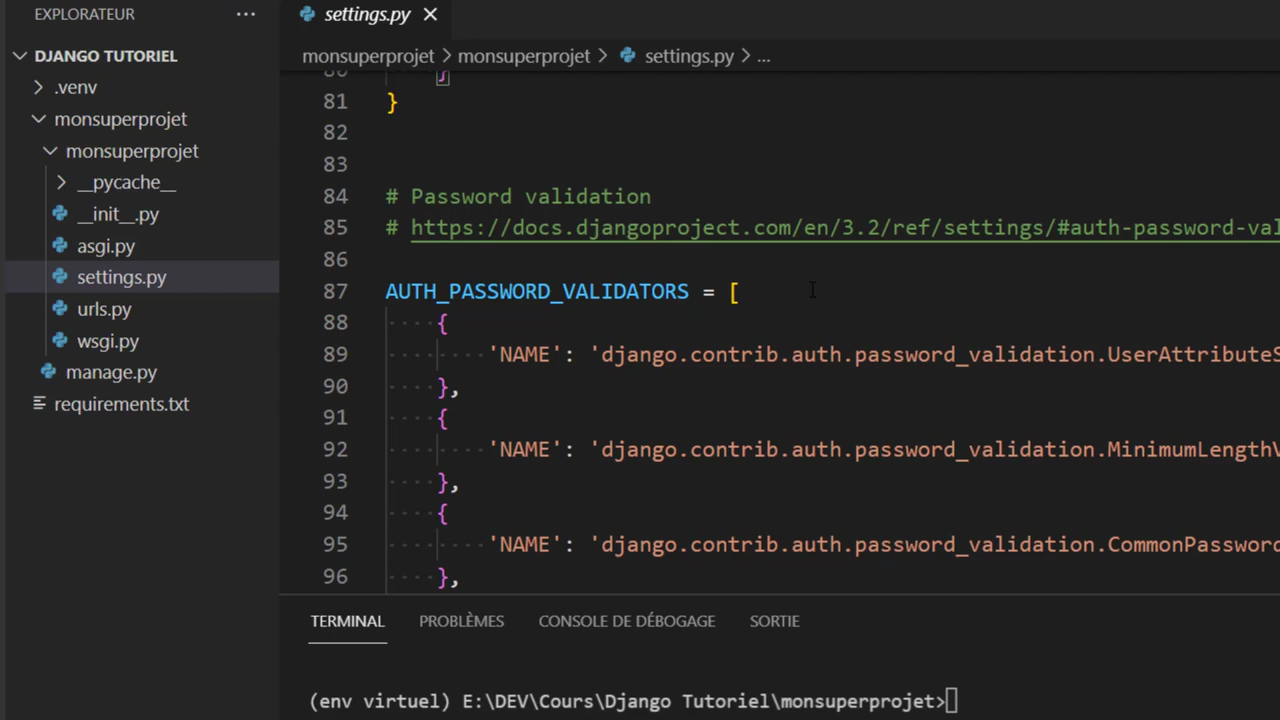 EXPLORATEUR
settings.py
DJANGO TUTORIEL
monsuperprojet > monsuperprojet > settings.py > ...
.venv
monsuperprojet
monsuperprojet
__pycache__
__init__.py
asgi.py
settings.py
urls.py
wsgi.py
manage.py
requirements.txt
80 }
81 }
82
83
84 # Password validation
85 # https://docs.djangoproject.com/en/3.2/ref/settings/#auth-password-val
86
87 AUTH_PASSWORD_VALIDATORS = [
88 {
89 'NAME': 'django.contrib.auth.password_validation.UserAttributeS
90 },
91 {
92 'NAME': 'django.contrib.auth.password_validation.MinimumLengthV
93 },
94 {
95 'NAME': 'django.contrib.auth.password_validation.CommonPassword
96 },
TERMINAL PROBLÈMES CONSOLE DE DÉBOGAGE SORTIE
(env virtuel) E:\DEV\Cours\Django Tutoriel\monsuperprojet>